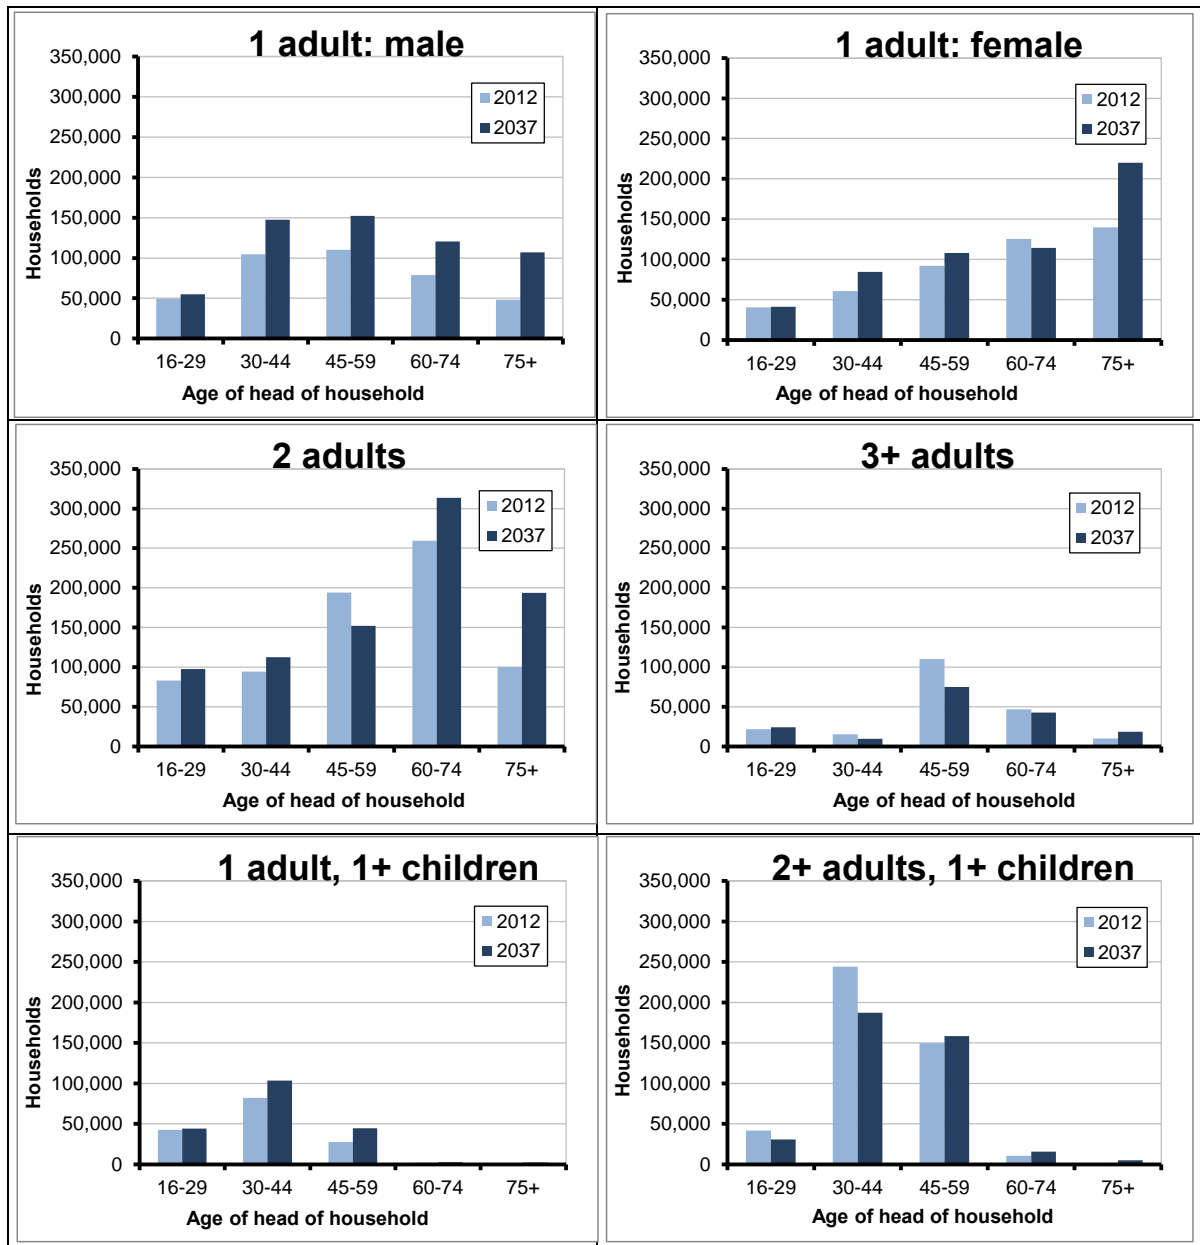 1 adult: male
350,000
300,000
250,000
200,000
150,000
100,000
50,000
0
Households
2012
2037
16-29 30-44 45-59 60-74 75+
Age of head of household
1 adult: female
350,000
300,000
250,000
200,000
150,000
100,000
50,000
0
Households
2012
2037
16-29 30-44 45-59 60-74 75+
Age of head of household
2 adults
350,000
300,000
250,000
200,000
150,000
100,000
50,000
0
Households
2012
2037
16-29 30-44 45-59 60-74 75+
Age of head of household
3+ adults
350,000
300,000
250,000
200,000
150,000
100,000
50,000
0
Households
2012
2037
16-29 30-44 45-59 60-74 75+
Age of head of household
1 adult, 1+ children
350,000
300,000
250,000
200,000
150,000
100,000
50,000
0
Households
2012
2037
16-29 30-44 45-59 60-74 75+
Age of head of household
2+ adults, 1+ children
350,000
300,000
250,000
200,000
150,000
100,000
50,000
0
Households
2012
2037
16-29 30-44 45-59 60-74 75+
Age of head of household